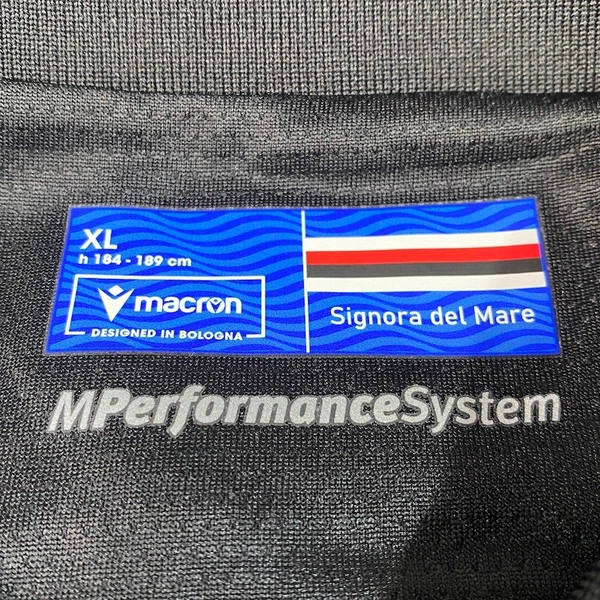 XL
h 184 - 189 cm
macron
DESIGNED IN BOLOGNA
Signora del Mare
MPerformanceSystem